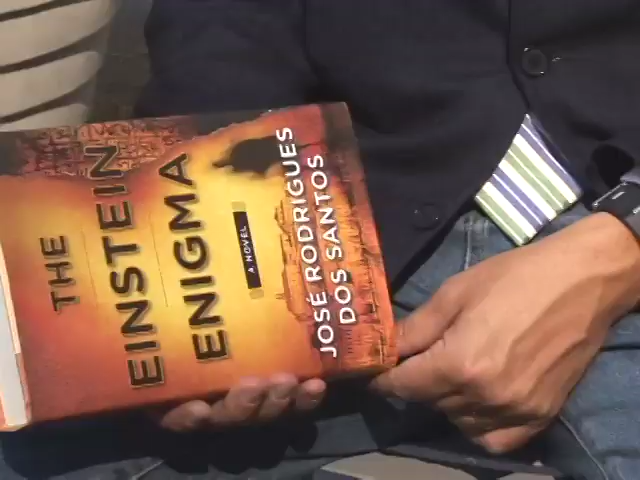 THE
EINSTEIN
ENIGMA
A NOVEL
JOSÉ RODRIGUES
DOS SANTOS